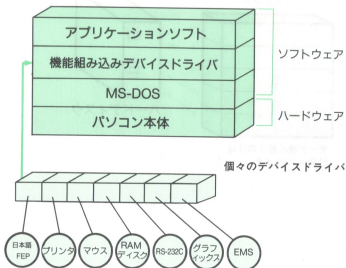 アプリケーションソフト
機能組み込みデバイスドライバ
MS-DOS
パソコン本体
ソフトウェア
ハードウェア
個々のデバイスドライバ
日本語
FEP
プリンタ
マウス
RAM
ディスク
RS-232C
グラフ
ィックス
EMS